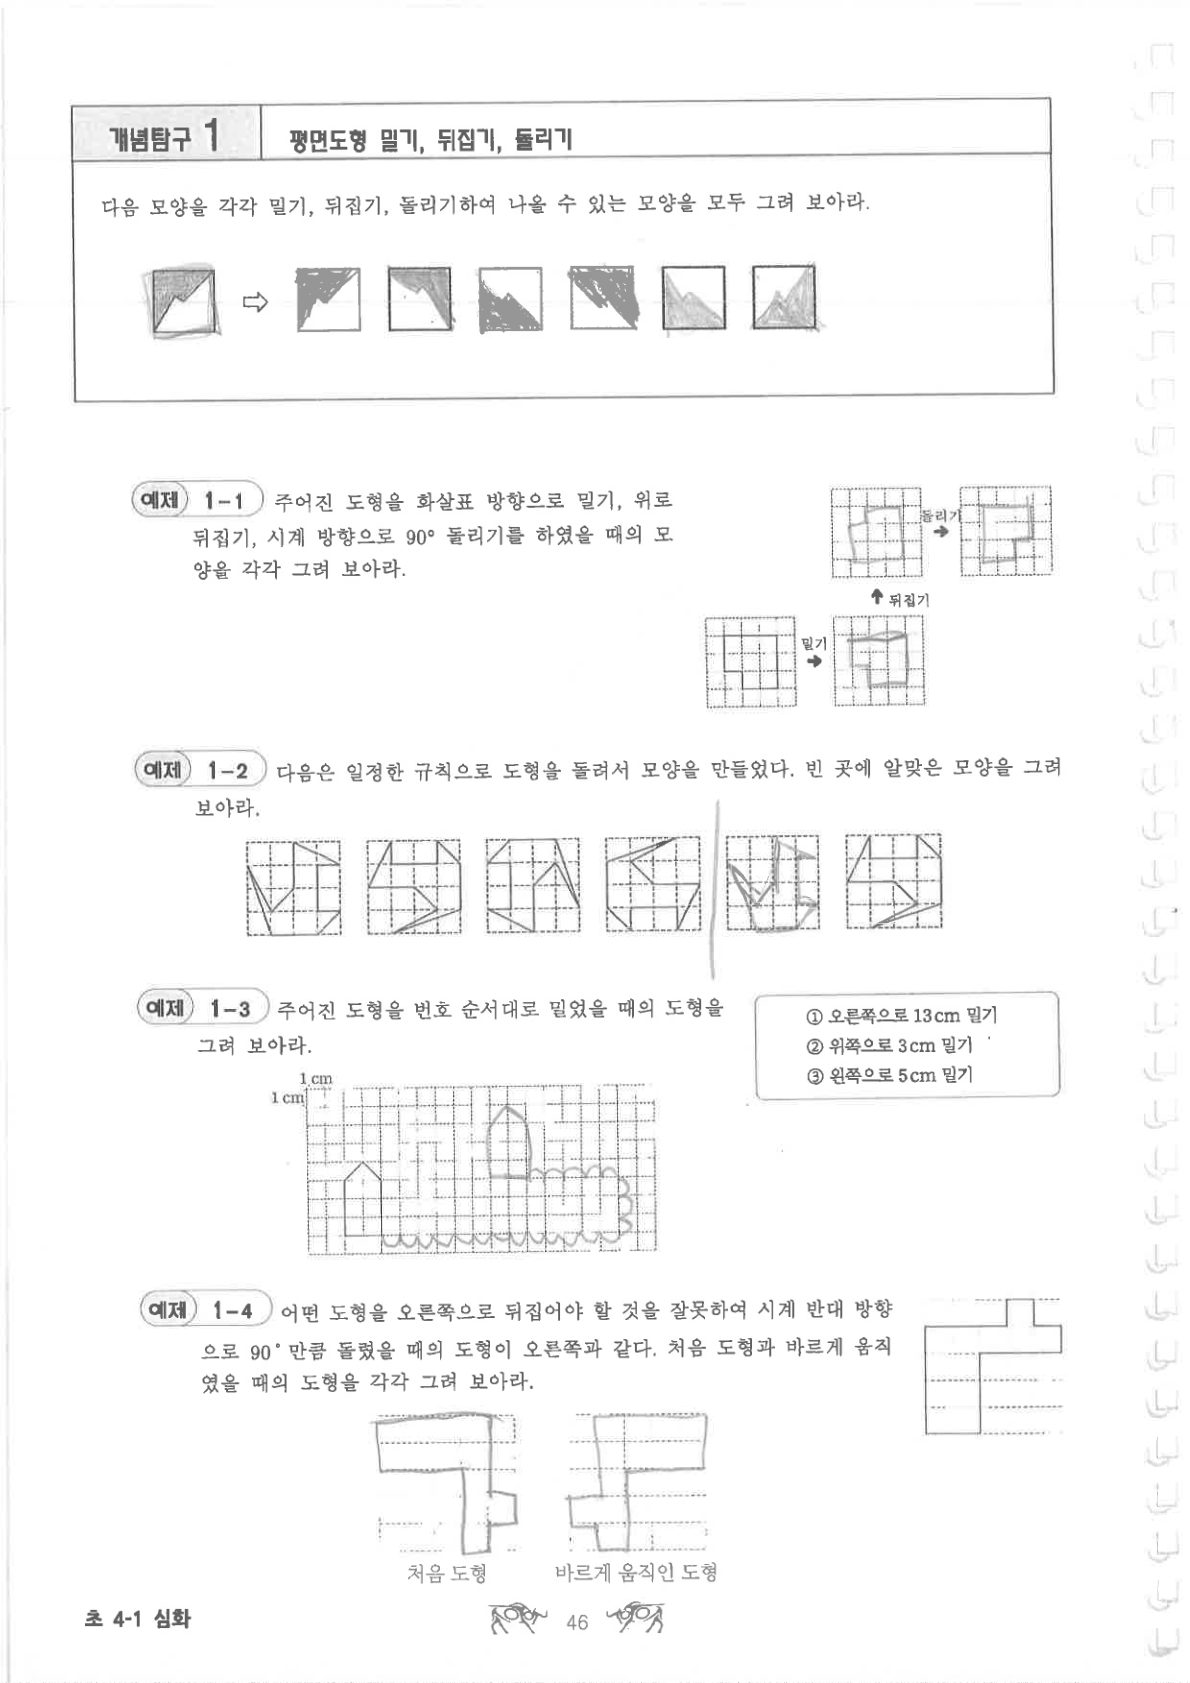 개념탐구 1 평면도형 밀기, 뒤집기, 돌리기
다음 모양을 각각 밀기, 뒤집기, 돌리기하여 나올 수 있는 모양을 모두 그려 보아라.
예제 1-1 주어진 도형을 화살표 방향으로 밀기, 위로
뒤집기, 시계 방향으로 90° 돌리기를 하였을 때의 모
양을 각각 그려 보아라.
돌리기
뒤집기
밀기
예제 1-2 다음은 일정한 규칙으로 도형을 돌려서 모양을 만들었다. 빈 곳에 알맞은 모양을 그려
보아라.
예제 1-3 주어진 도형을 번호 순서대로 밀었을 때의 도형을
그려 보아라.
① 오른쪽으로 13cm 밀기
② 위쪽으로 3cm 밀기
③ 왼쪽으로 5cm 밀기
1 cm
1 cm
예제 1-4 어떤 도형을 오른쪽으로 뒤집어야 할 것을 잘못하여 시계 반대 방향
으로 90°만큼 돌렸을 때의 도형이 오른쪽과 같다. 처음 도형과 바르게 움직
였을 때의 도형을 각각 그려 보아라.
처음 도형 바르게 움직인 도형
초 4-1 심화 46